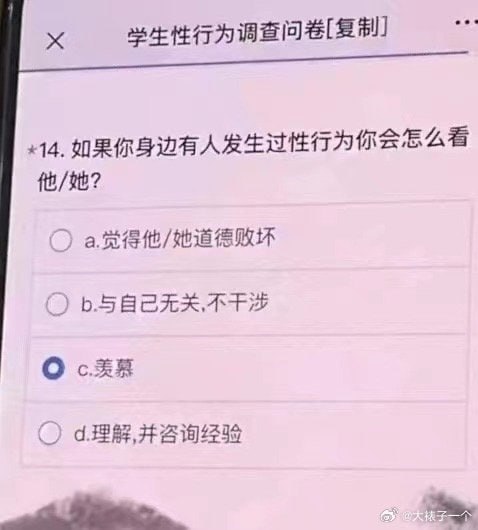 学生性行为调查问卷[复制]
*14. 如果你身边有人发生过性行为你会怎么看
他/她?
a.觉得他/她道德败坏
b.与自己无关,不干涉
c.羡慕
d.理解,并咨询经验
@大裱子一个